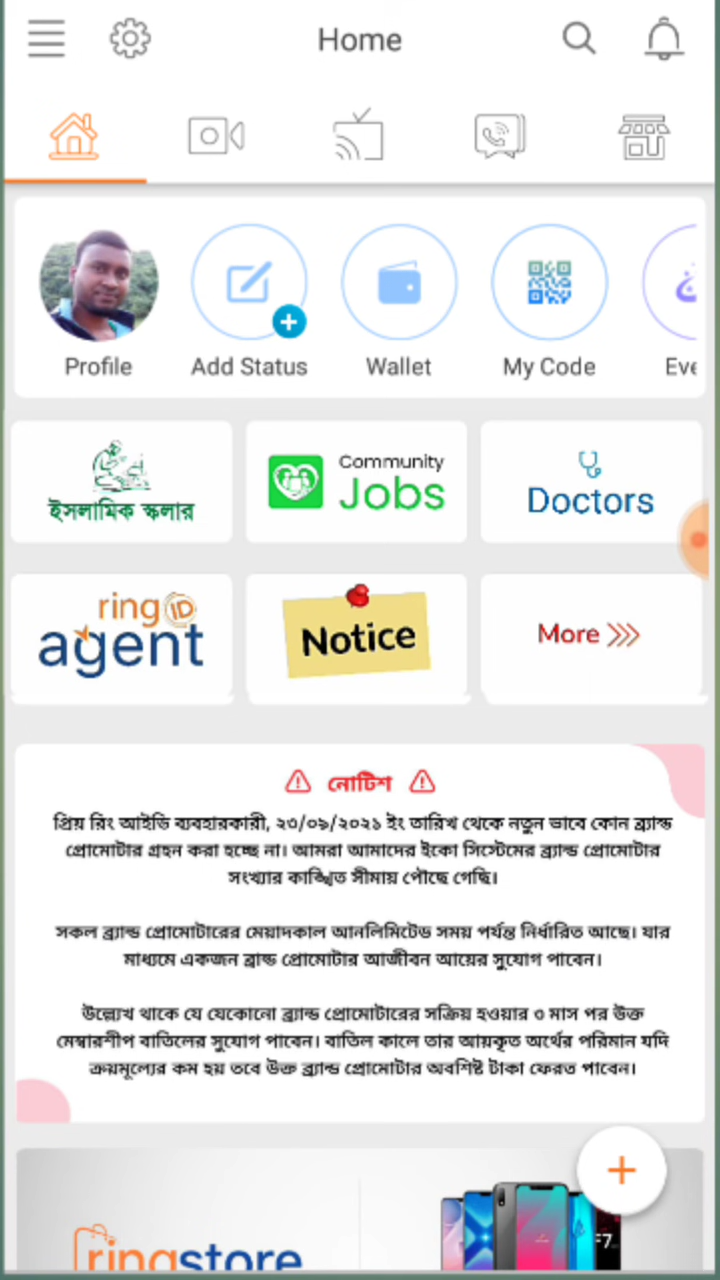 Home
Profile
Add Status
Wallet
My Code
Eve
ইসলামিক স্কলার
Community
Jobs
Doctors
ring ID
agent
Notice
More
নোটিশ
প্রিয় রিং আইডি ব্যবহারকারী, ২৩/০৯/২০২১ ইং তারিখ থেকে নতুন ভাবে কোন ব্র্যান্ড
প্রোমোটার গ্রহন করা হচ্ছে না। আমরা আমাদের ইকো সিস্টেমের ব্র্যান্ড প্রোমোটার
সংখ্যার কাঙ্খিত সীমায় পৌছে গেছি।
সকল ব্র্যান্ড প্রোমোটারের মেয়াদকাল আনলিমিটেড সময় পর্যন্ত নির্ধারিত আছে। যার
মাধ্যমে একজন ব্রান্ড প্রোমোটার আজীবন আয়ের সুযোগ পাবেন।
উল্লেখ থাকে যে যেকোনো ব্র্যান্ড প্রোমোটারের সক্রিয় হওয়ার ৩ মাস পর উক্ত
মেম্বারশীপ বাতিলের সুযোগ পাবেন। বাতিল কালে তার আয়কৃত অর্থের পরিমান যদি
ক্রয়মূল্যের কম হয় তবে উক্ত ব্র্যান্ড প্রোমোটার অবশিষ্ট টাকা ফেরত পাবেন।
ringstore
F7